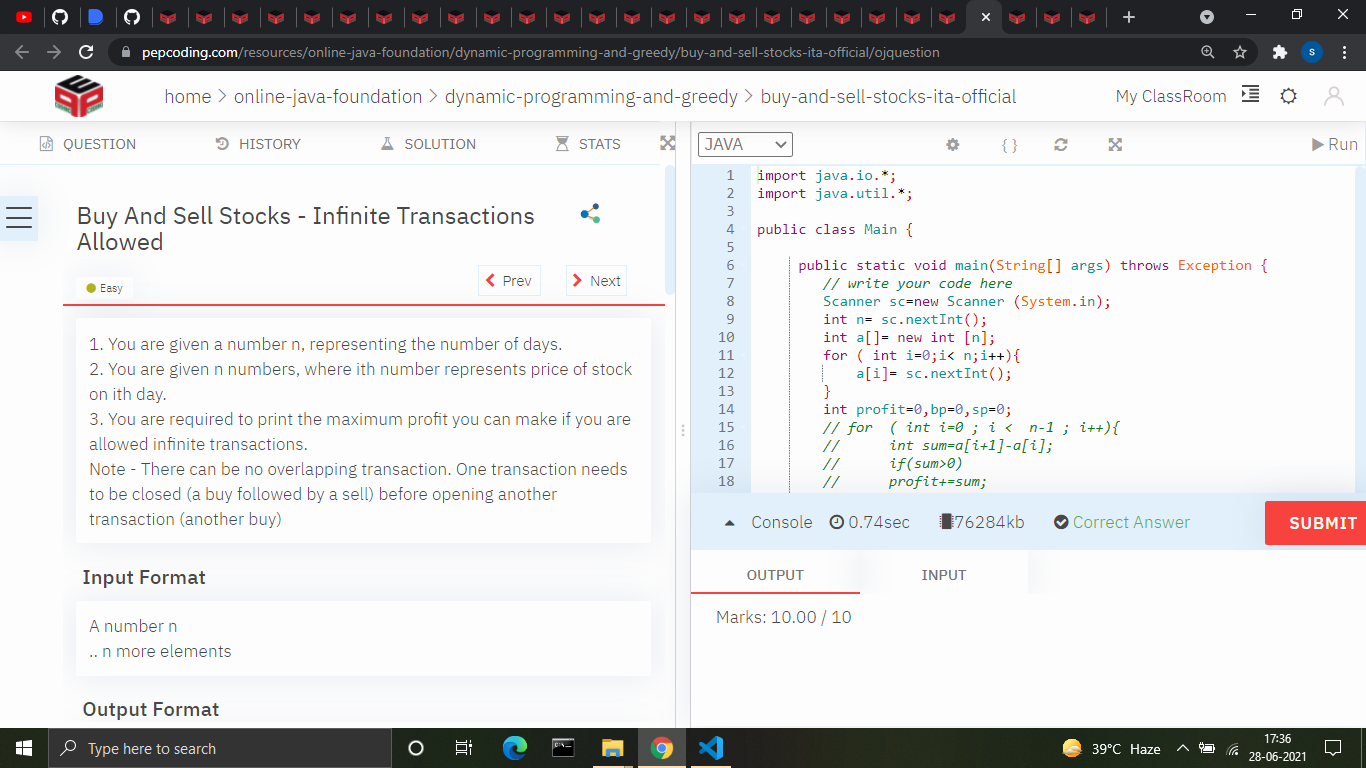 pepcoding.com/resources/online-java-foundation/dynamic-programming-and-greedy/buy-and-sell-stocks-ita-official/ojquestion
S
home > online-java-foundation > dynamic-programming-and-greedy > buy-and-sell-stocks-ita-official
My ClassRoom
QUESTION
HISTORY
SOLUTION
STATS
JAVA
{ }
Run
Buy And Sell Stocks - Infinite Transactions
Allowed
Easy
Prev
Next
1. You are given a number n, representing the number of days.
2. You are given n numbers, where ith number represents price of stock
on ith day.
3. You are required to print the maximum profit you can make if you are
allowed infinite transactions.
Note - There can be no overlapping transaction. One transaction needs
to be closed (a buy followed by a sell) before opening another
transaction (another buy)
Input Format
A number n
.. n more elements
Output Format
1 import java.io.*;
2 import java.util.*;
3
4 public class Main {
5
6 public static void main(String[] args) throws Exception {
7 // write your code here
8 Scanner sc=new Scanner (System.in);
9 int n= sc.nextInt();
10 int a[]= new int [n];
11 for ( int i=0;i< n;i++){
12 a[i]= sc.nextInt();
13 }
14 int profit=0,bp=0,sp=0;
15 // for  ( int i=0 ; i <  n-1 ; i++){
16 //      int sum=a[i+1]-a[i];
17 //      if(sum>0)
18 //      profit+=sum;
Console
0.74sec
76284kb
Correct Answer
SUBMIT
OUTPUT
INPUT
Marks: 10.00 / 10
Type here to search
39°C Haze
17:36
28-06-2021